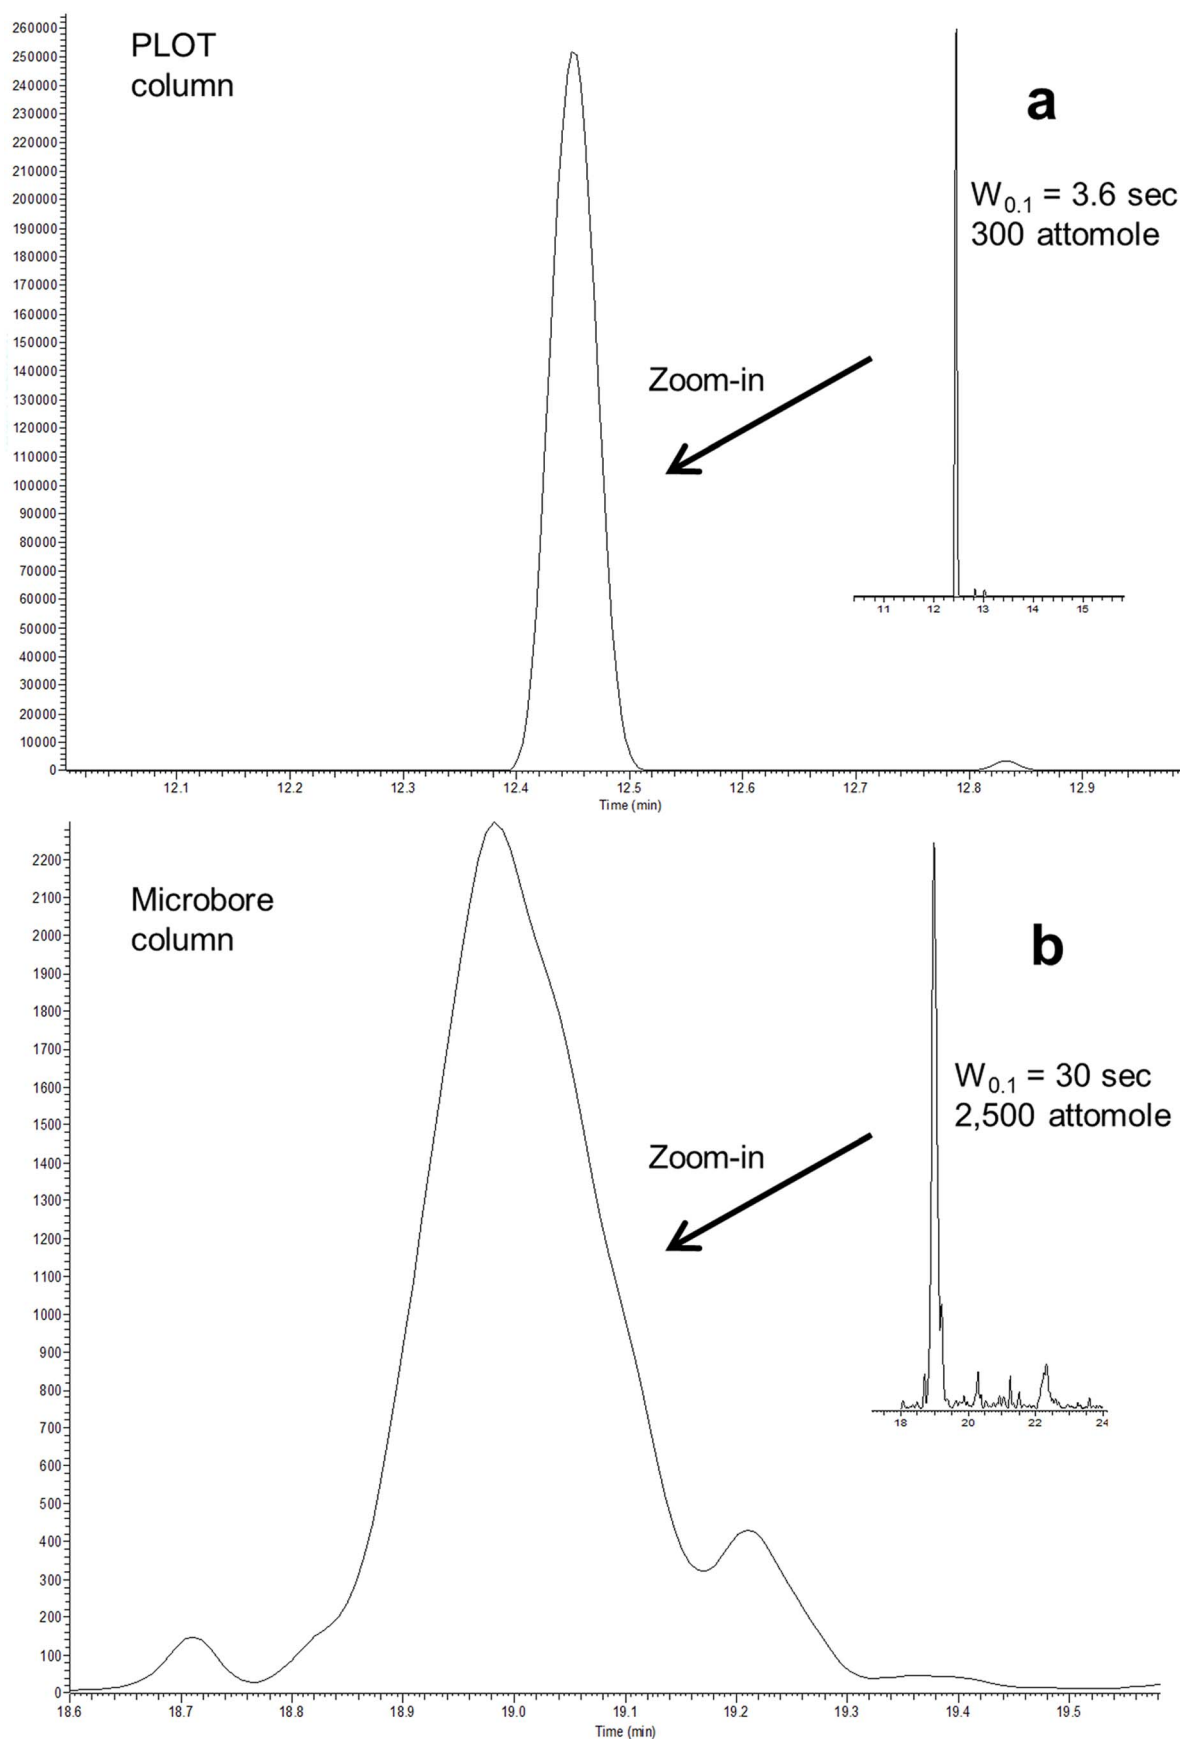 PLOT
column
a
W0.1 = 3.6 sec
300 attomole
Zoom-in
260000
250000
240000
230000
220000
210000
200000
190000
180000
170000
160000
150000
140000
130000
120000
110000
100000
90000
80000
70000
60000
50000
40000
30000
20000
10000
0
11 12 13 14 15
12.1 12.2 12.3 12.4 12.5 12.6 12.7 12.8 12.9
Time (min)
Microbore
column
b
W0.1 = 30 sec
2,500 attomole
Zoom-in
2200
2100
2000
1900
1800
1700
1600
1500
1400
1300
1200
1100
1000
900
800
700
600
500
400
300
200
100
0
18 20 22 24
18.6 18.7 18.8 18.9 19.0 19.1 19.2 19.3 19.4 19.5
Time (min)